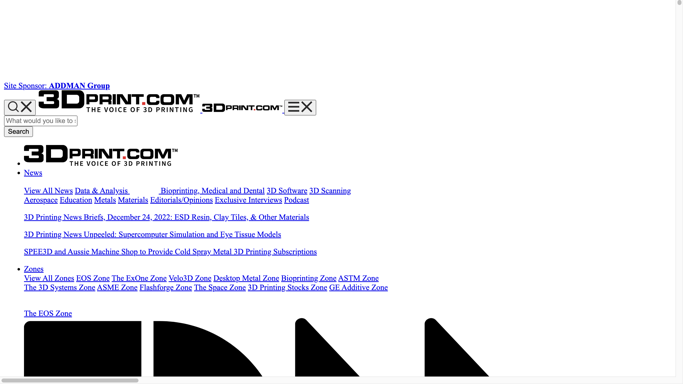 Site Sponsor: ADDMAN Group
3DPRINT.COM™
THE VOICE OF 3D PRINTING
3DPRINT.COM
What would you like to s
Search
3DPRINT.COM™
THE VOICE OF 3D PRINTING
News
View All News Data & Analysis Bioprinting, Medical and Dental 3D Software 3D Scanning
Aerospace Education Metals Materials Editorials/Opinions Exclusive Interviews Podcast
3D Printing News Briefs, December 24, 2022: ESD Resin, Clay Tiles, & Other Materials
3D Printing News Unpeeled: Supercomputer Simulation and Eye Tissue Models
SPEE3D and Aussie Machine Shop to Provide Cold Spray Metal 3D Printing Subscriptions
Zones
View All Zones EOS Zone The ExOne Zone Velo3D Zone Desktop Metal Zone Bioprinting Zone ASTM Zone
The 3D Systems Zone ASME Zone Flashforge Zone The Space Zone 3D Printing Stocks Zone GE Additive Zone
The EOS Zone